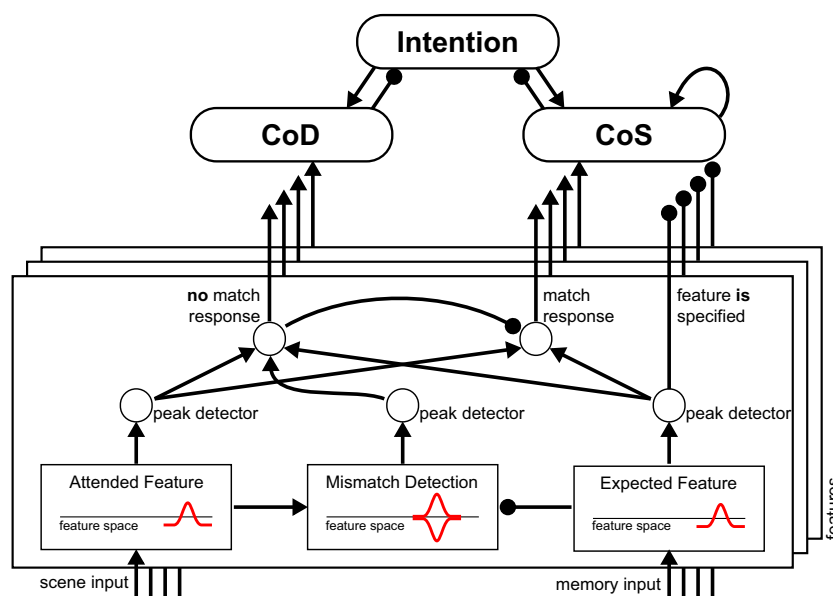 Intention
CoD
CoS
no match
response
match
response
feature is
specified
peak detector
peak detector
peak detector
Attended Feature
feature space
Mismatch Detection
feature space
Expected Feature
feature space
features
scene input
memory input